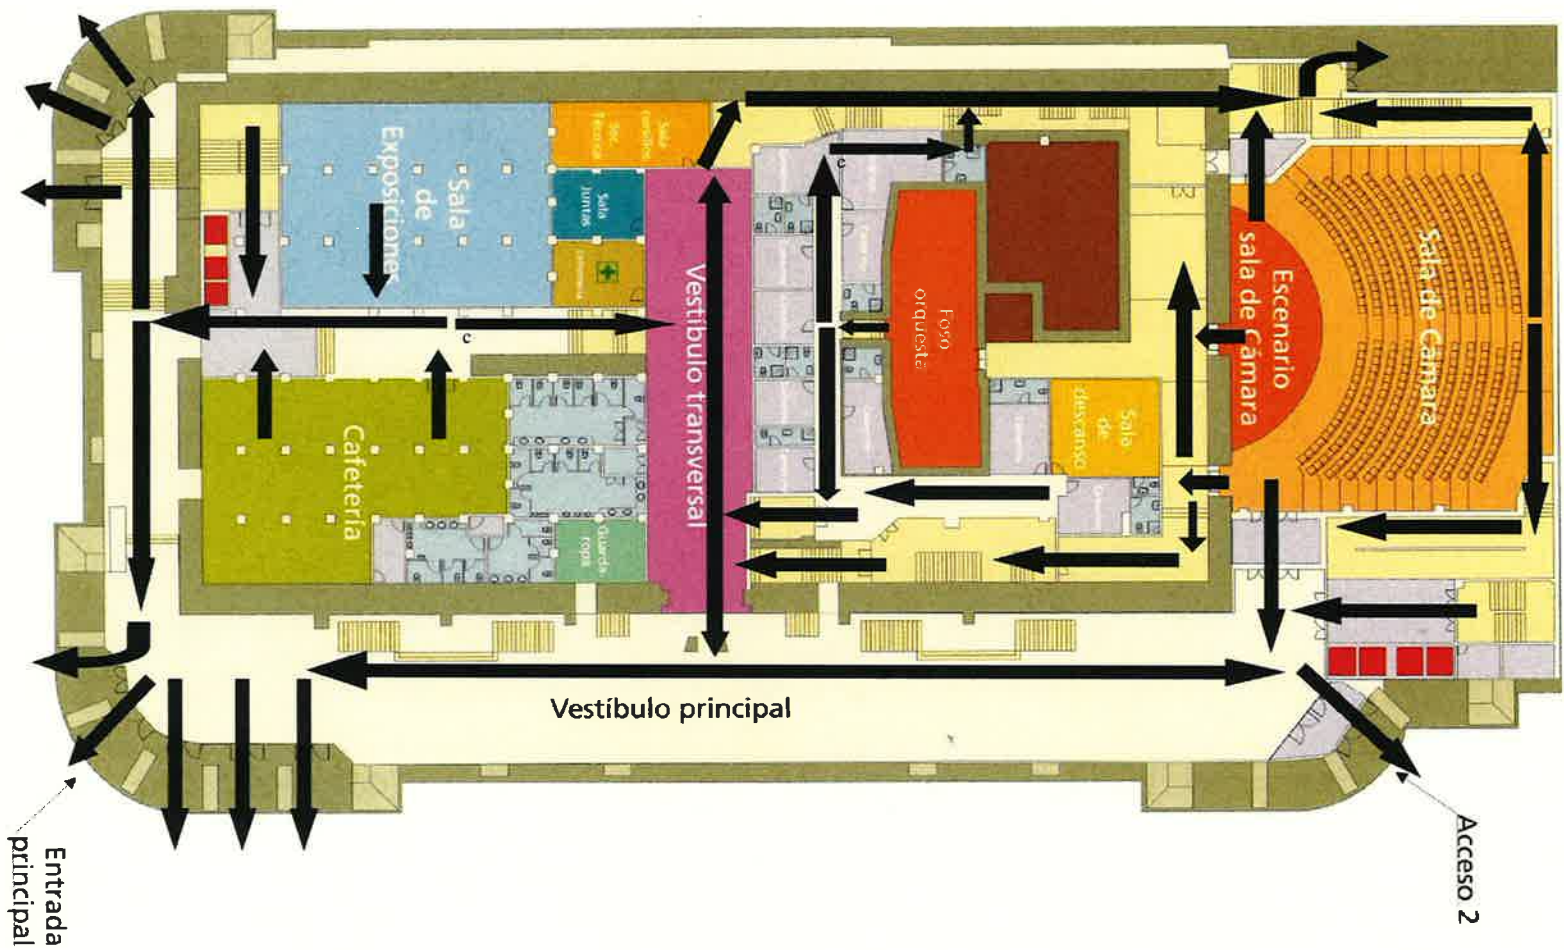 Sala
de
Exposiciones
Sala
Juntas
Enfermería
Cafetería
Guarda
ropa
Vestíbulo transversal
Foso
orquesta
Sala
de
descanso
Escenario
sala de Cámara
Sala de Cámara
c
c
Vestíbulo principal
Entrada
principal
Acceso 2